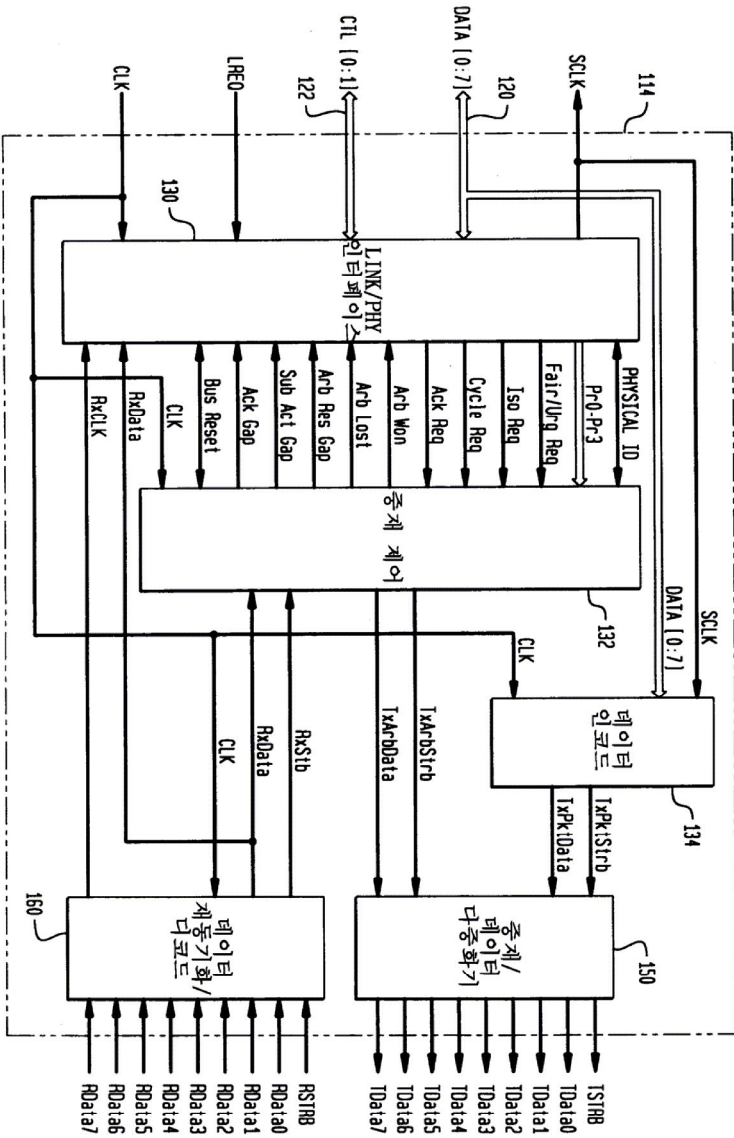 114
SCLK
DATA [0:7]
120
CTL [0:1]
122
LREQ
CLK
130
LINK/PHY
인터페이스
PHYSICAL ID
Pr0-Pr3
Fair/Urg Req
Iso Req
Cycle Req
Ack Req
Arb Won
Arb Lost
Arb Res Gap
Sub Act Gap
Ack Gap
Bus Reset
CLK
RxData
RxCLK
중재 제어
132
SCLK
DATA [0:7]
CLK
데이터
인코드
134
TxPktStrb
TxPktData
TxArbStrb
TxArbData
RxStb
RxData
CLK
중재/
데이터
다중화기
150
데이터
재동기화/
디코드
160
TSTRB
TData0
TData1
TData2
TData3
TData4
TData5
TData6
TData7
RSTRB
RData0
RData1
RData2
RData3
RData4
RData5
RData6
RData7